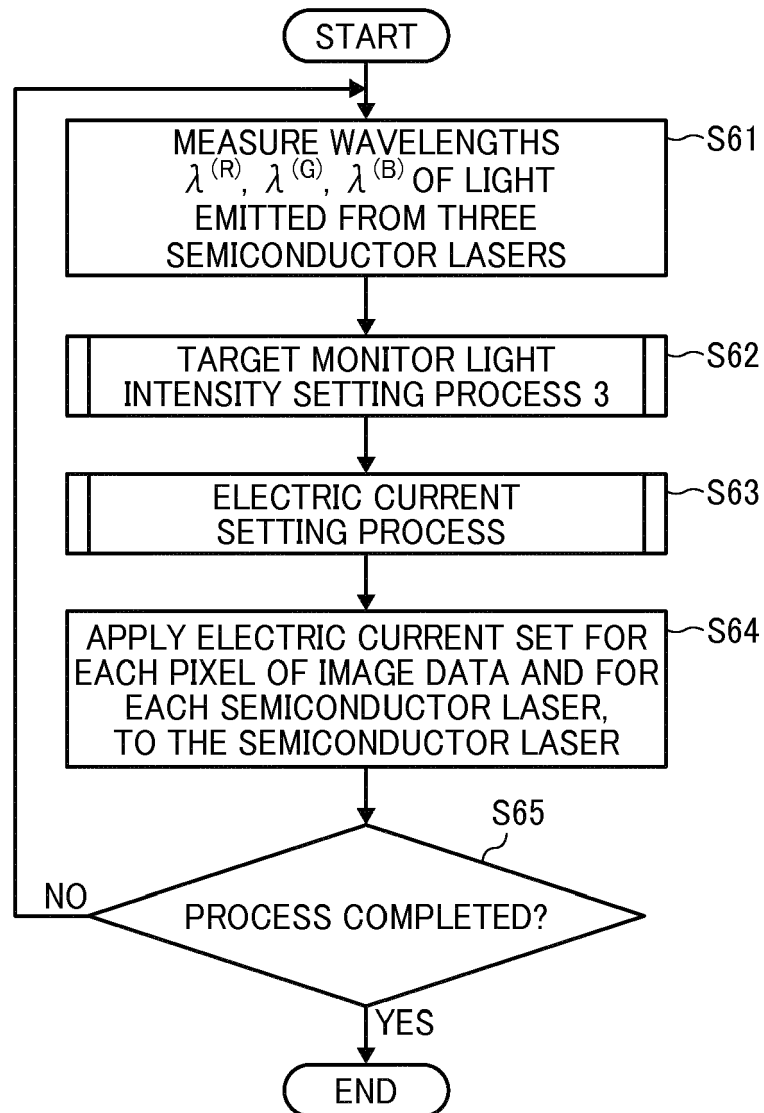 START
MEASURE WAVELENGTHS
λ(R), λ(G), λ(B) OF LIGHT
EMITTED FROM THREE
SEMICONDUCTOR LASERS
S61
TARGET MONITOR LIGHT
INTENSITY SETTING PROCESS 3
S62
ELECTRIC CURRENT
SETTING PROCESS
S63
APPLY ELECTRIC CURRENT SET FOR
EACH PIXEL OF IMAGE DATA AND FOR
EACH SEMICONDUCTOR LASER,
TO THE SEMICONDUCTOR LASER
S64
S65
PROCESS COMPLETED?
NO
YES
END